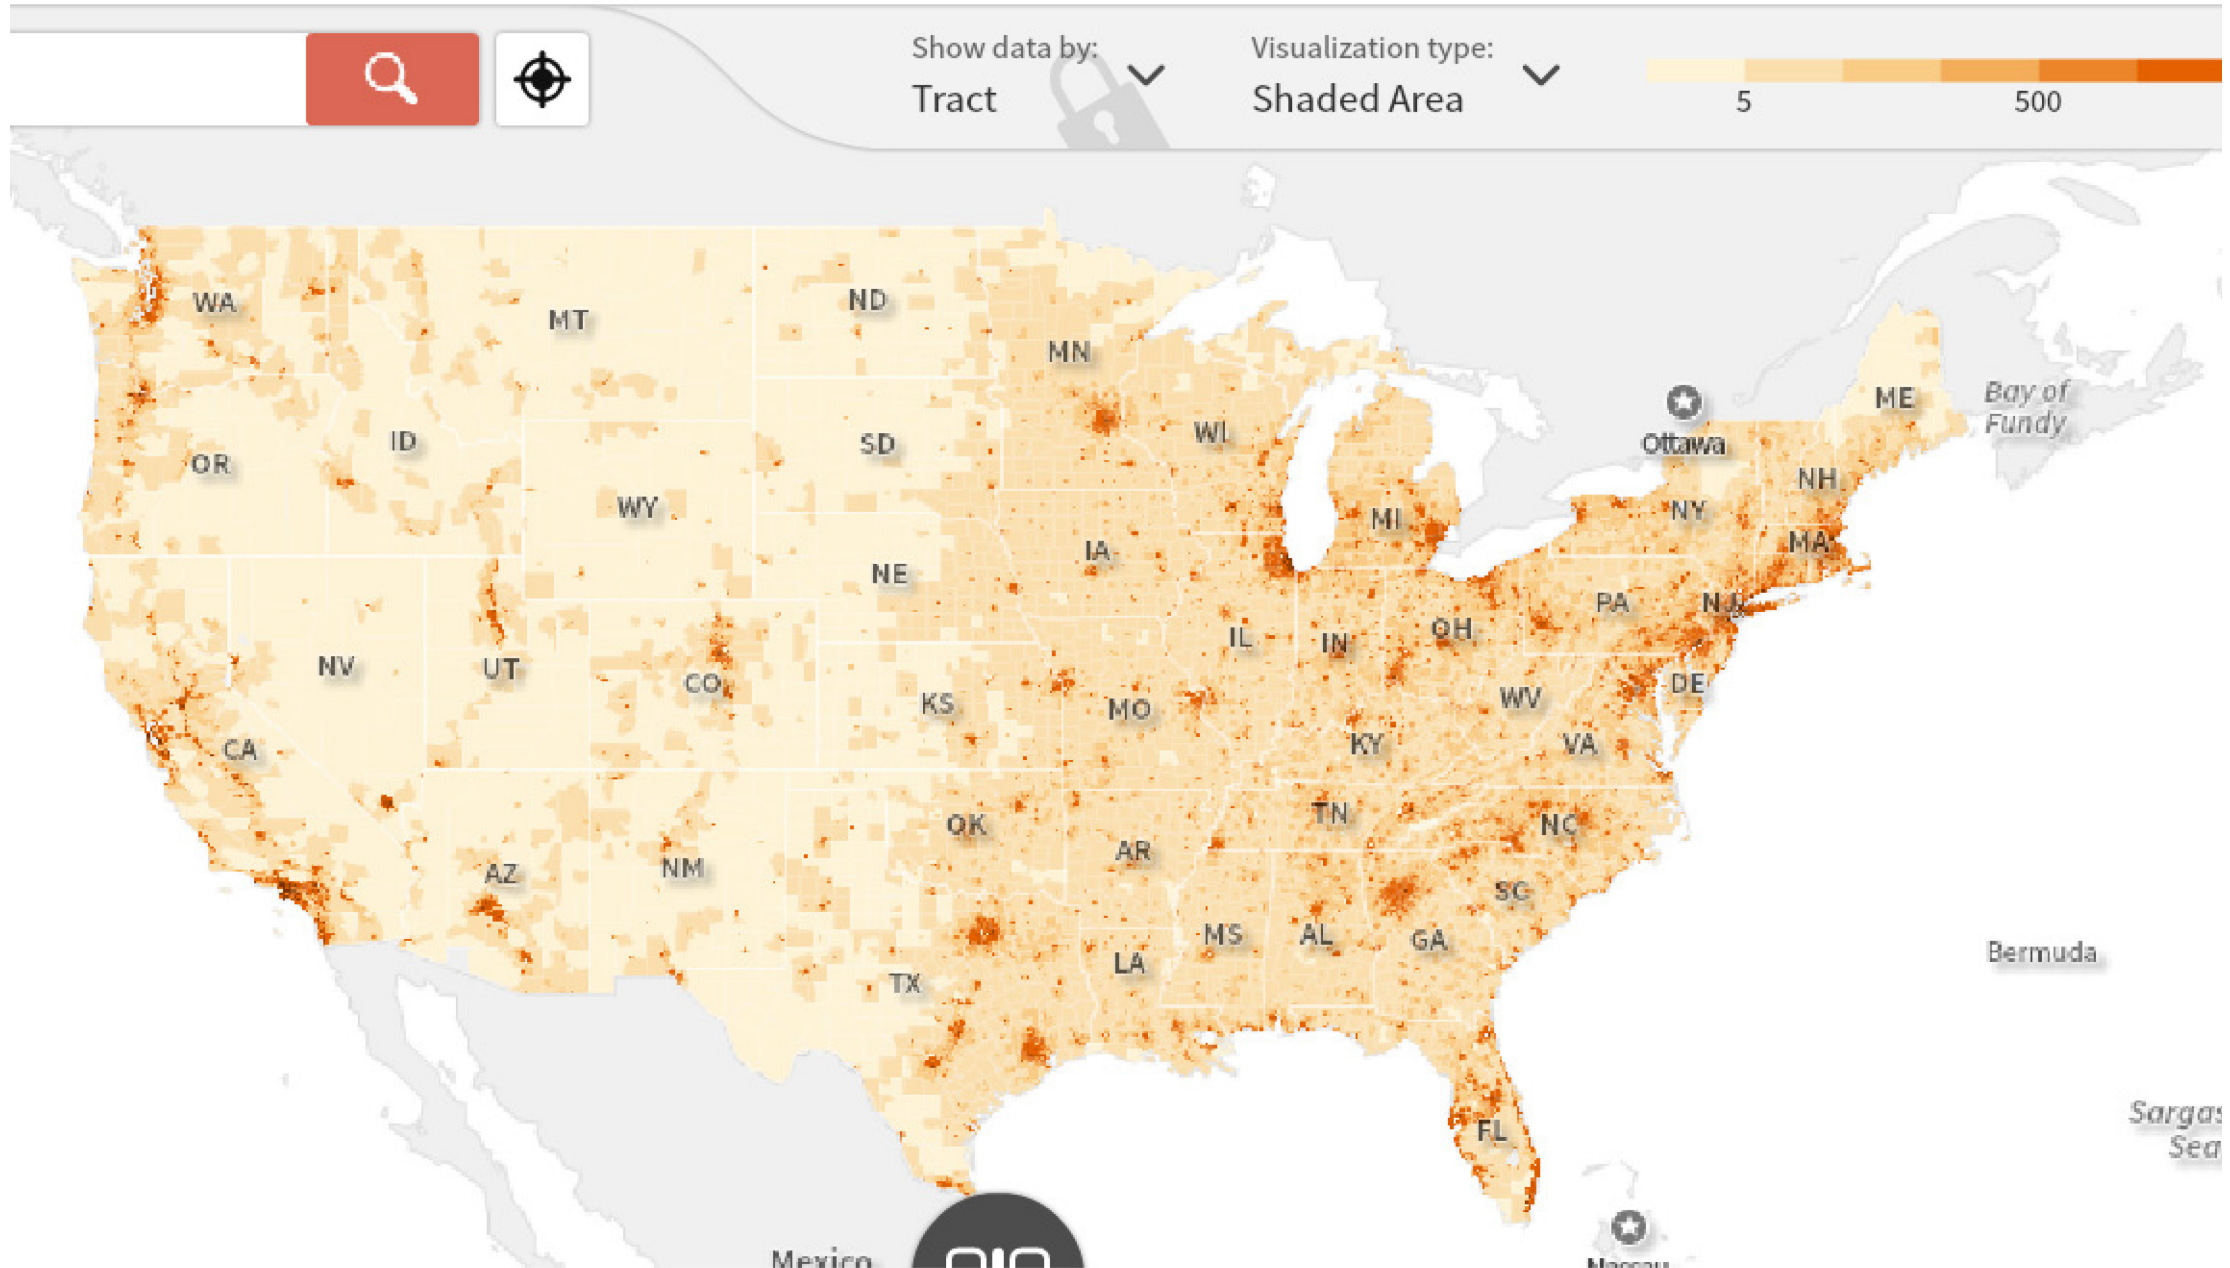 Show data by:
Tract
Visualization type:
Shaded Area
5
500
WA
MT
ND
MN
ME
Bay of
Fundy
Ottawa
OR
ID
SD
WI
NH
WY
MI
NY
MA
IA
NE
PA
NJ
IL
IN
OH
NV
UT
CO
KS
MO
WV
DE
CA
KY
VA
OK
TN
NC
AZ
NM
AR
SC
MS
AL
GA
LA
TX
Bermuda
FL
Sargas
Sea
Mexico
Nassau